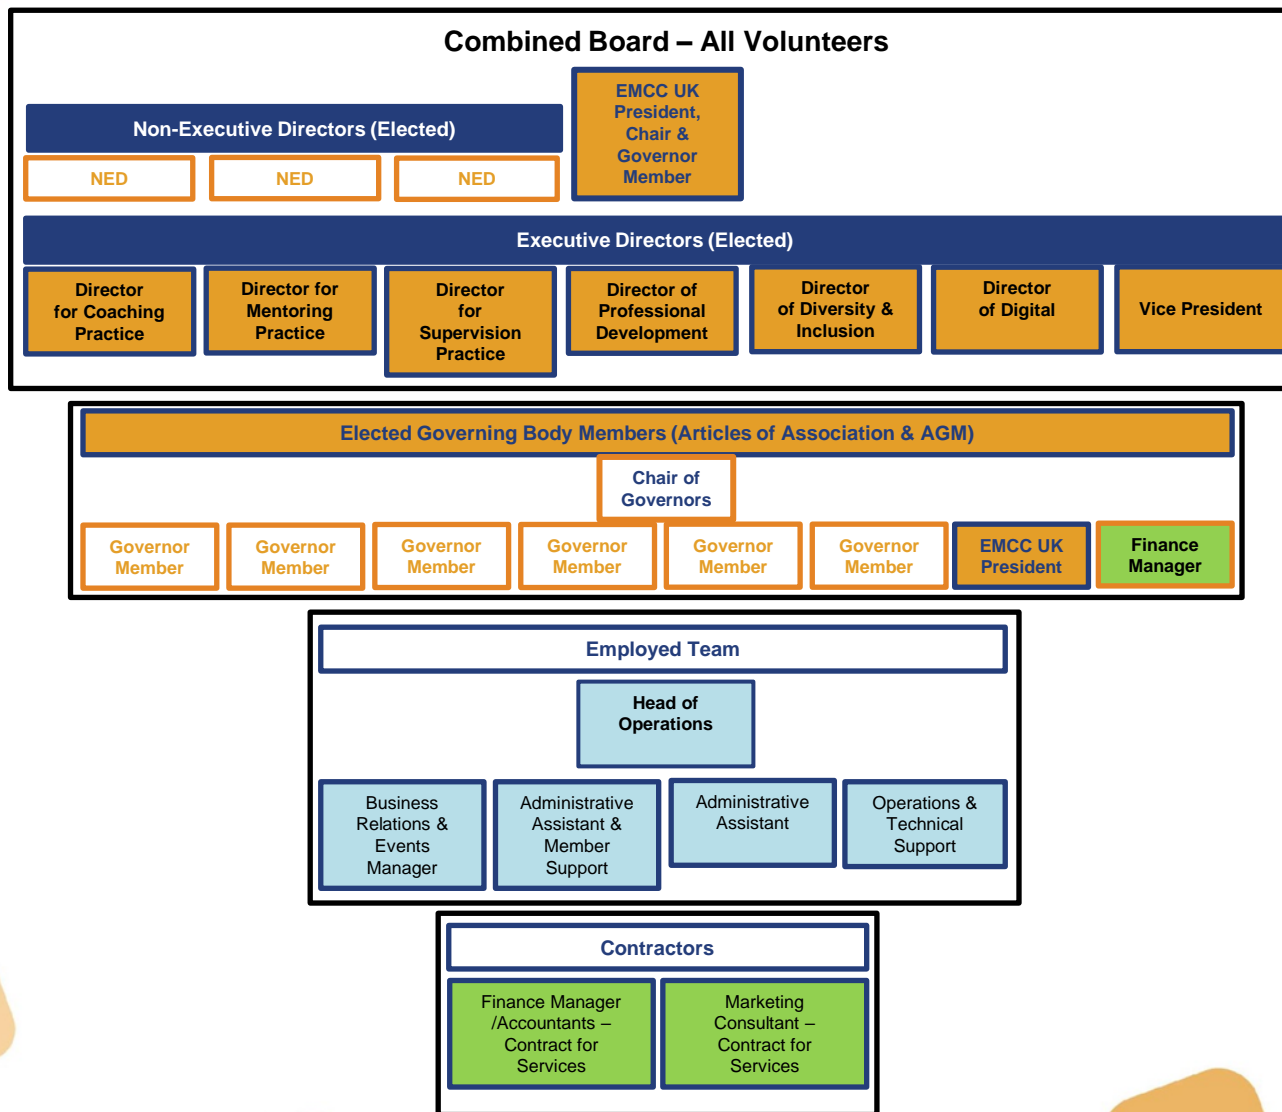 Combined Board – All Volunteers
EMCC UK
President,
Chair &
Governor
Member
Non-Executive Directors (Elected)
NED
NED
NED
Executive Directors (Elected)
Director
for Coaching
Practice
Director for
Mentoring
Practice
Director
for
Supervision
Practice
Director of
Professional
Development
Director
of Diversity &
Inclusion
Director
of Digital
Vice President
Elected Governing Body Members (Articles of Association & AGM)
Chair of
Governors
Governor
Member
Governor
Member
Governor
Member
Governor
Member
Governor
Member
Governor
Member
EMCC UK
President
Finance
Manager
Employed Team
Head of
Operations
Business
Relations &
Events
Manager
Administrative
Assistant &
Member
Support
Administrative
Assistant
Operations &
Technical
Support
Contractors
Finance Manager
/Accountants –
Contract for
Services
Marketing
Consultant –
Contract for
Services